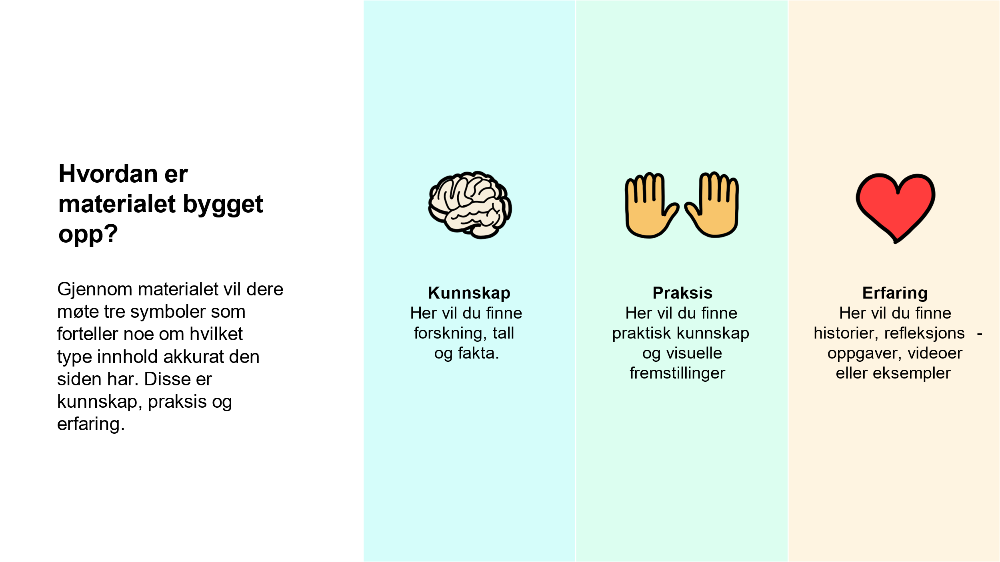 Hvordan er
materialet bygget
opp?
Gjennom materialet vil dere
møte tre symboler som
forteller noe om hvilket
type innhold akkurat den
siden har. Disse er
kunnskap, praksis og
erfaring.
Kunnskap
Her vil du finne
forskning, tall
og fakta.
Praksis
Her vil du finne
praktisk kunnskap
og visuelle
fremstillinger
Erfaring
Her vil du finne
historier, refleksjons -
oppgaver, videoer
eller eksempler